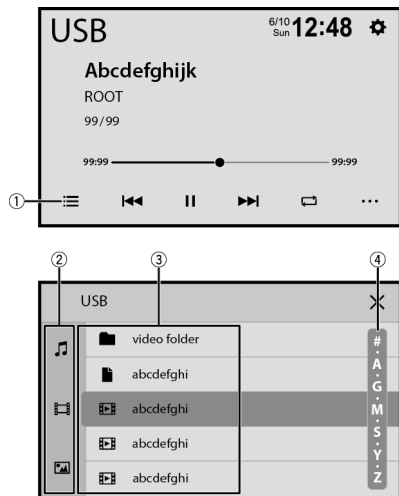 USB
6/10
Sun 12:48
Abcdefghijk
ROOT
99/99
99:99 99:99
①
② ③ ④
USB
video folder
abcdefghi
abcdefghi
abcdefghi
abcdefghi
#
A
G
M
S
Y
Z